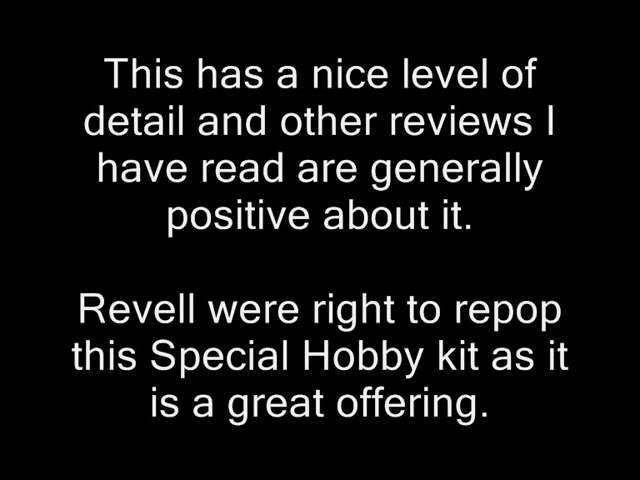 This has a nice level of
detail and other reviews I
have read are generally
positive about it.
Revell were right to repop
this Special Hobby kit as it
is a great offering.